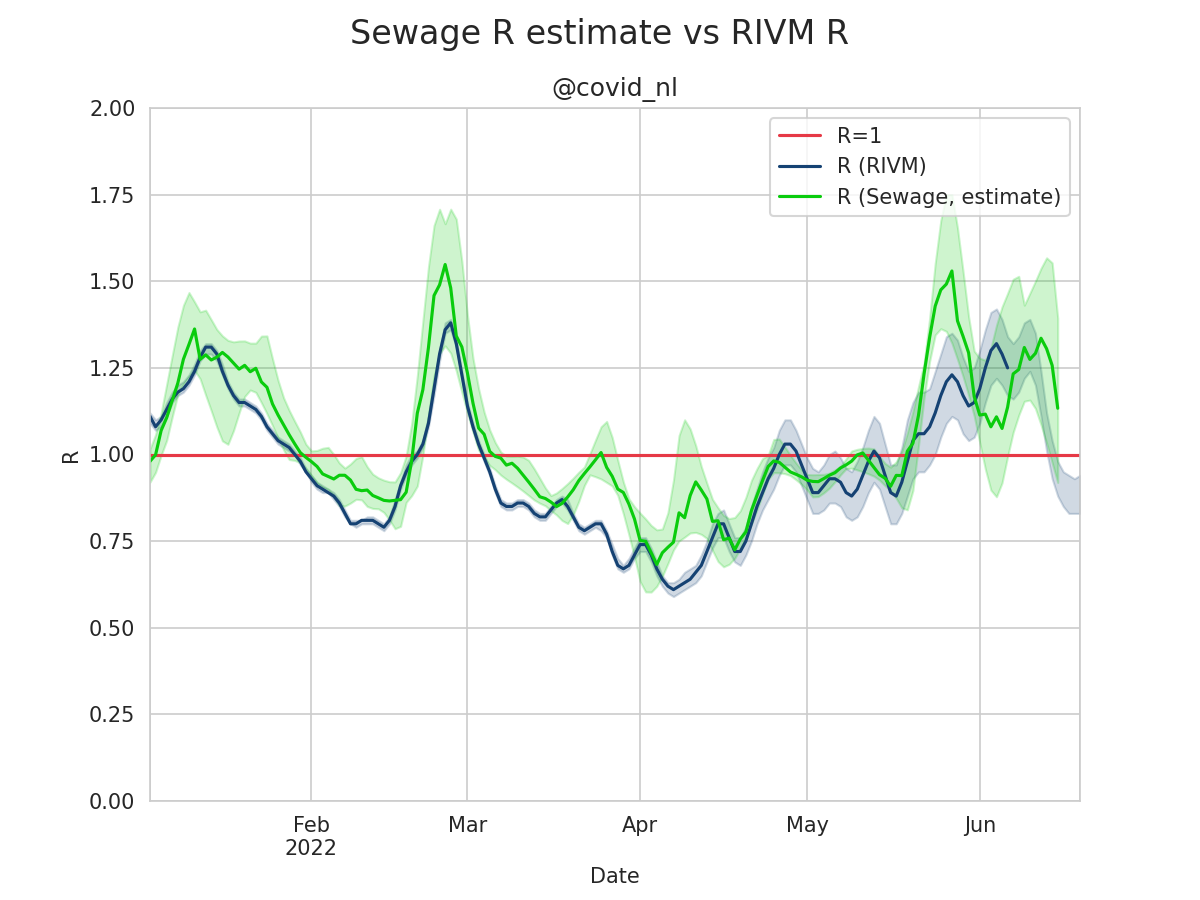 Sewage R estimate vs RIVM R
@covid_nl
2.00
1.75
1.50
1.25
1.00
0.75
0.50
0.25
0.00
R
R=1
R (RIVM)
R (Sewage, estimate)
Feb
2022
Mar
Apr
May
Jun
Date